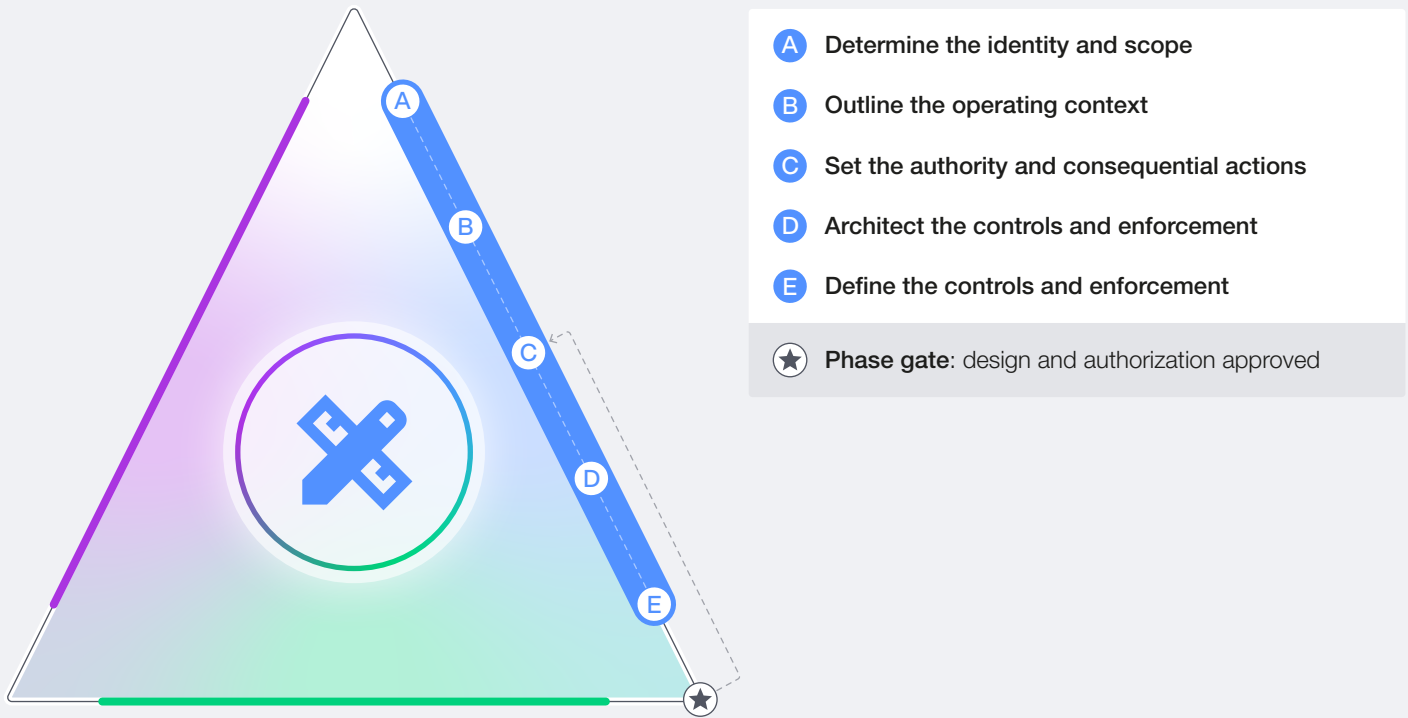 A
B
C
D
E
A Determine the identity and scope
B Outline the operating context
C Set the authority and consequential actions
D Architect the controls and enforcement
E Define the controls and enforcement
Phase gate: design and authorization approved